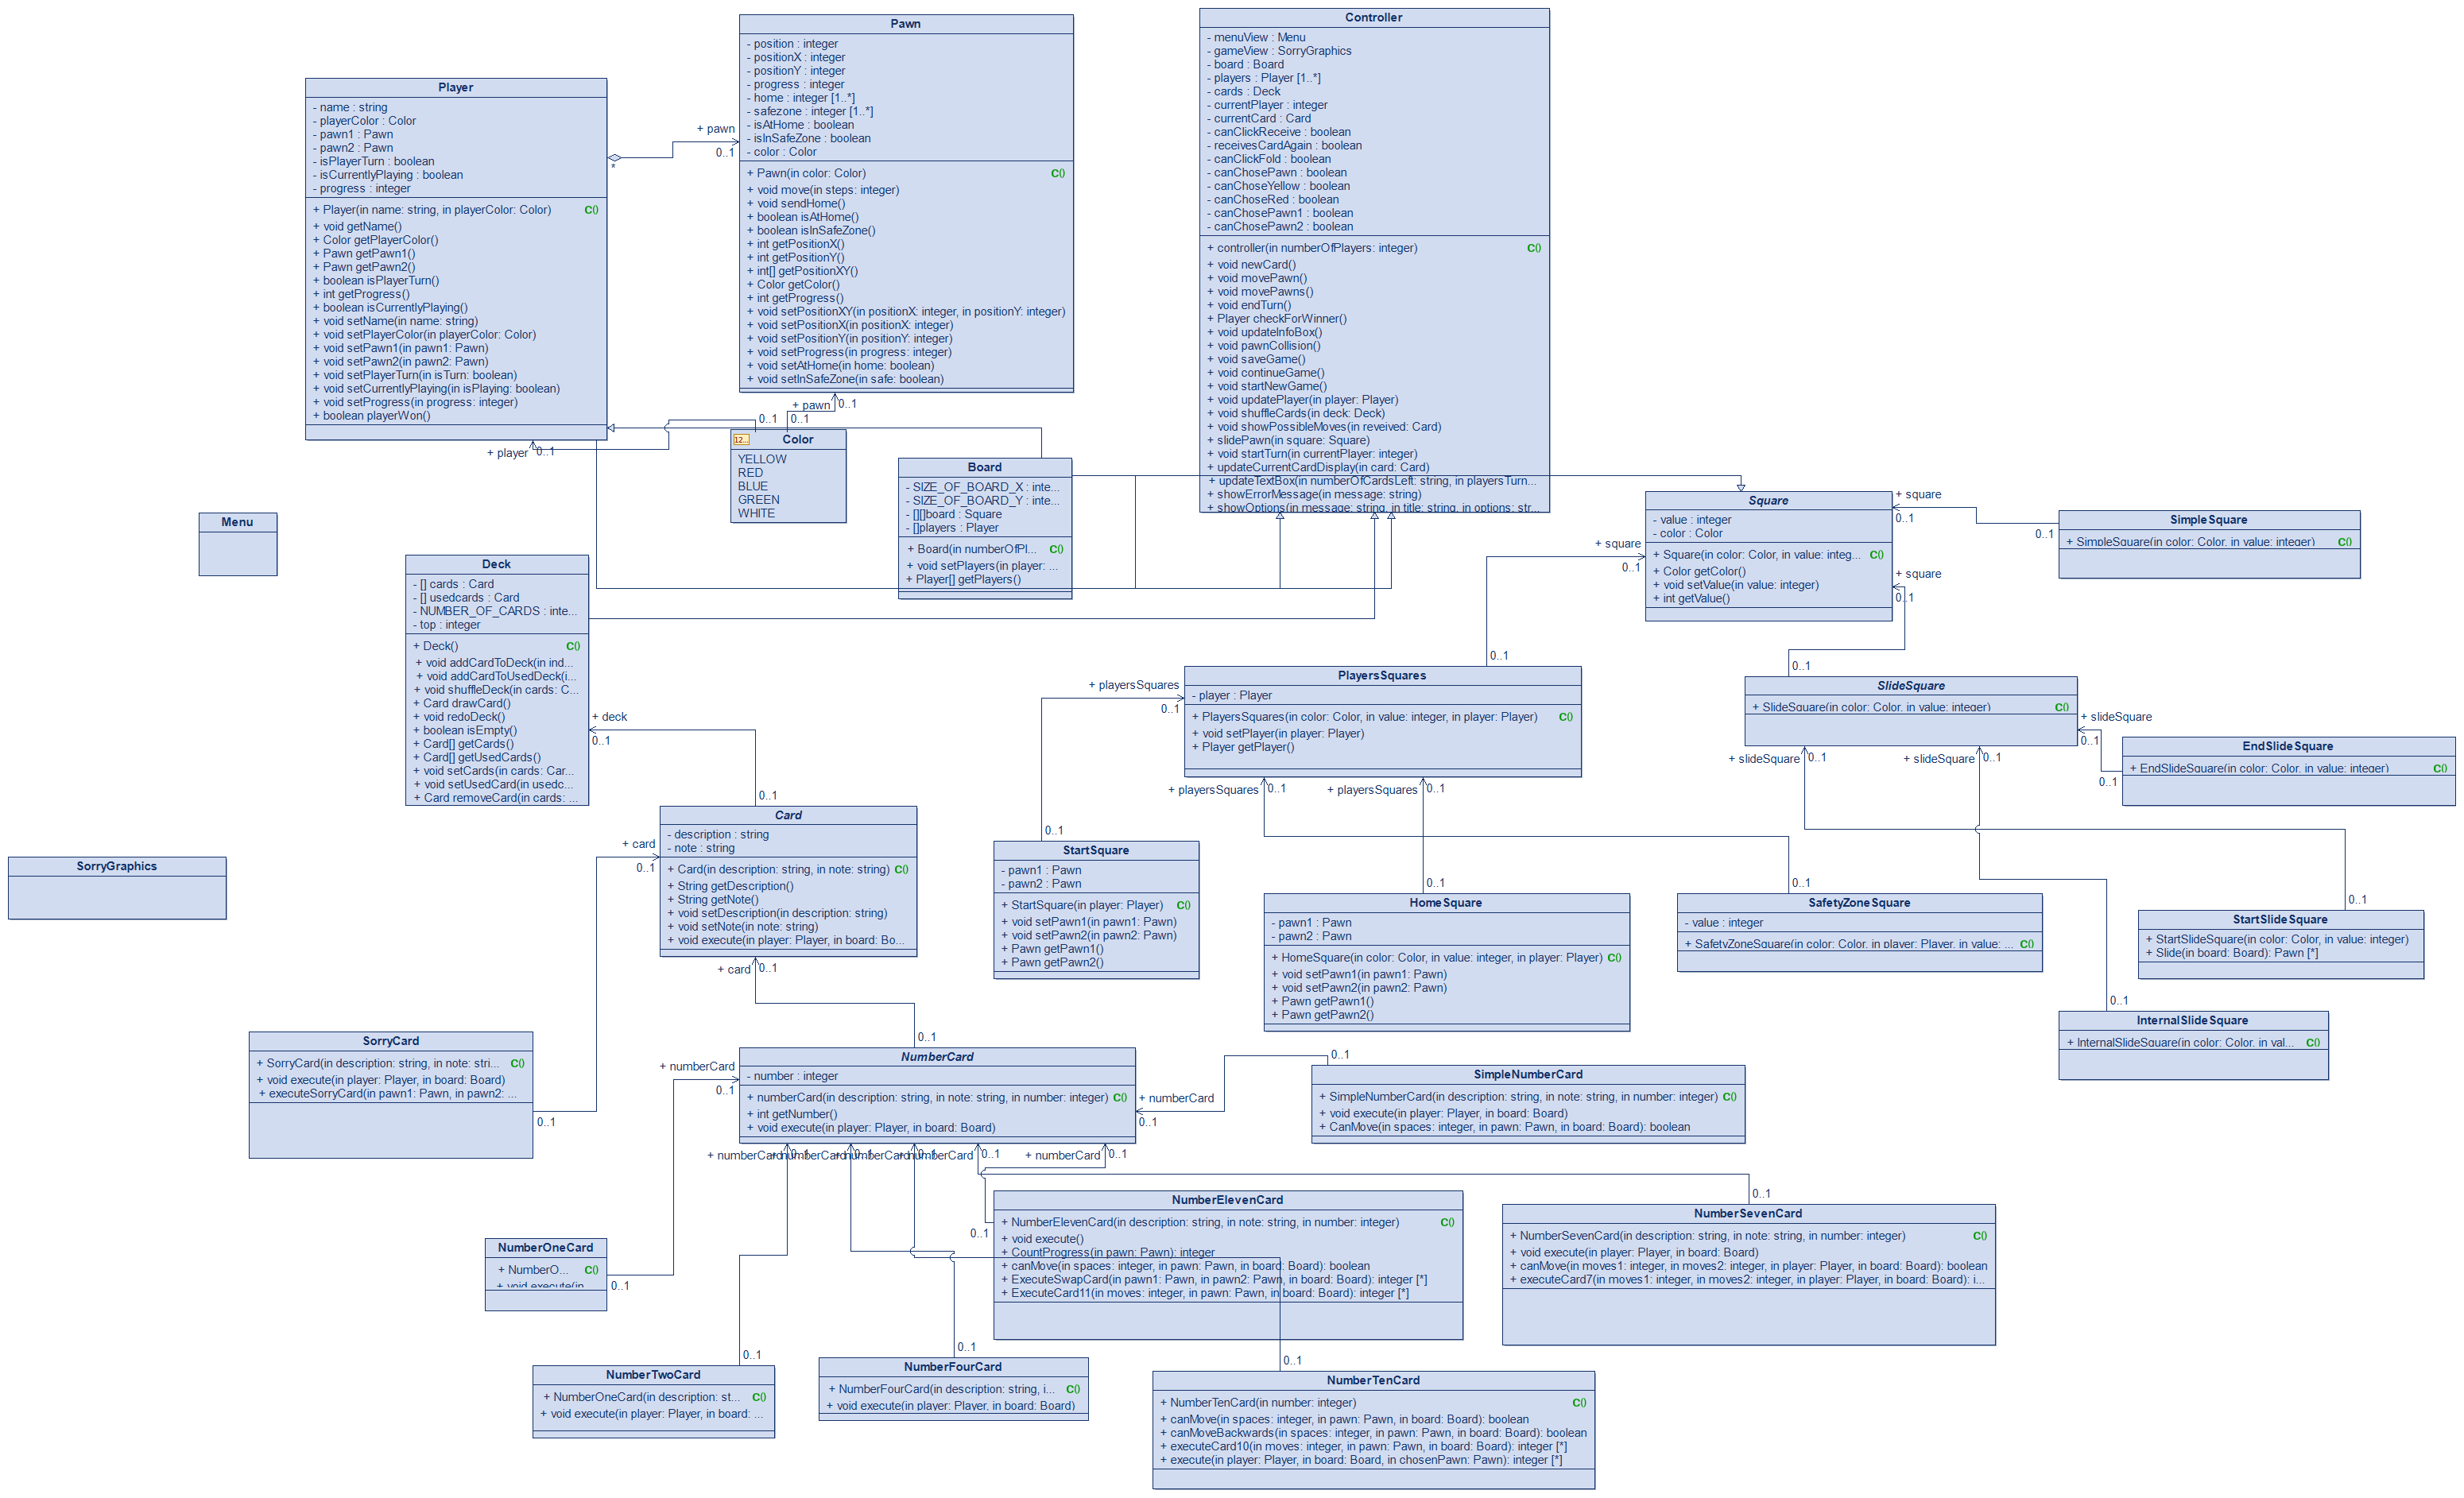 Player
- name : string
- playerColor : Color
- pawn1 : Pawn
- pawn2 : Pawn
- isPlayerTurn : boolean
- isCurrentlyPlaying : boolean
- progress : integer
+ Player(in name: string, in playerColor: Color) C()
+ void getName()
+ Color getPlayerColor()
+ Pawn getPawn1()
+ Pawn getPawn2()
+ boolean isPlayerTurn()
+ int getProgress()
+ boolean isCurrentlyPlaying()
+ void setName(in name: string)
+ void setPlayerColor(in playerColor: Color)
+ void setPawn1(in pawn1: Pawn)
+ void setPawn2(in pawn2: Pawn)
+ void setPlayerTurn(in isTurn: boolean)
+ void setCurrentlyPlaying(in isPlaying: boolean)
+ void setProgress(in progress: integer)
+ boolean playerWon()
*
+ pawn
0..1
Pawn
- position : integer
- positionX : integer
- positionY : integer
- progress : integer
- home : integer [1..*]
- safezone : integer [1..*]
- isAtHome : boolean
- isInSafeZone : boolean
- color : Color
+ Pawn(in color: Color) C()
+ void move(in steps: integer)
+ void sendHome()
+ boolean isAtHome()
+ boolean isInSafeZone()
+ int getPositionX()
+ int getPositionY()
+ int[] getPositionXY()
+ Color getColor()
+ int getProgress()
+ void setPositionXY(in positionX: integer, in positionY: integer)
+ void setPositionX(in positionX: integer)
+ void setPositionY(in positionY: integer)
+ void setProgress(in progress: integer)
+ void setAtHome(in home: boolean)
+ void setInSafeZone(in safe: boolean)
+ pawn 0..1
0..1 0..1
+ player 0..1
12... Color
YELLOW
RED
BLUE
GREEN
WHITE
Controller
- menuView : Menu
- gameView : SorryGraphics
- board : Board
- players : Player [1..*]
- cards : Deck
- currentPlayer : integer
- currentCard : Card
- canClickReceive : boolean
- receivesCardAgain : boolean
- canClickFold : boolean
- canChosePawn : boolean
- canChoseYellow : boolean
- canChoseRed : boolean
- canChosePawn1 : boolean
- canChosePawn2 : boolean
+ controller(in numberOfPlayers: integer) C()
+ void newCard()
+ void movePawn()
+ void movePawns()
+ void endTurn()
+ Player checkForWinner()
+ void updateInfoBox()
+ void pawnCollision()
+ void saveGame()
+ void continueGame()
+ void startNewGame()
+ void updatePlayer(in player: Player)
+ void shuffleCards(in deck: Deck)
+ void showPossibleMoves(in reveived: Card)
+ slidePawn(in square: Square)
+ void startTurn(in currentPlayer: integer)
+ updateCurrentCardDisplay(in card: Card)
+ updateTextBox(in numberOfCardsLeft: string, in playersTurn...
+ showErrorMessage(in message: string)
+ showOptions(in message: string, in title: string, in options: str...
Board
- SIZE_OF_BOARD_X : inte...
- SIZE_OF_BOARD_Y : inte...
- [][]board : Square
- []players : Player
+ Board(in numberOfPl... C()
+ void setPlayers(in player: ...
+ Player[] getPlayers()
Menu
Square
- value : integer
- color : Color
+ Square(in color: Color, in value: integ... C()
+ Color getColor()
+ void setValue(in value: integer)
+ int getValue()
+ square
0..1
0..1
SimpleSquare
+ SimpleSquare(in color: Color, in value: integer) C()
+ square
0..1
0..1
+ square
0..1
0..1
Deck
- [] cards : Card
- [] usedcards : Card
- NUMBER_OF_CARDS : inte...
- top : integer
+ Deck() C()
+ void addCardToDeck(in ind...
+ void addCardToUsedDeck(i...
+ void shuffleDeck(in cards: C...
+ Card drawCard()
+ void redoDeck()
+ boolean isEmpty()
+ Card[] getCards()
+ Card[] getUsedCards()
+ void setCards(in cards: Car...
+ void setUsedCard(in usedc...
+ Card removeCard(in cards: ...
+ deck
0..1
0..1
PlayersSquares
- player : Player
+ PlayersSquares(in color: Color, in value: integer, in player: Player) C()
+ void setPlayer(in player: Player)
+ Player getPlayer()
+ playersSquares
0..1
0..1
+ playersSquares 0..1
0..1
+ playersSquares 0..1
0..1
SlideSquare
+ SlideSquare(in color: Color, in value: integer) C()
+ slideSquare
0..1
0..1
+ slideSquare 0..1
0..1
+ slideSquare 0..1
0..1
EndSlideSquare
+ EndSlideSquare(in color: Color, in value: integer) C()
SorryGraphics
Card
- description : string
- note : string
+ Card(in description: string, in note: string) C()
+ String getDescription()
+ String getNote()
+ void setDescription(in description: string)
+ void setNote(in note: string)
+ void execute(in player: Player, in board: Bo...
+ card
0..1
0..1
+ card 0..1
0..1
StartSquare
- pawn1 : Pawn
- pawn2 : Pawn
+ StartSquare(in player: Player) C()
+ void setPawn1(in pawn1: Pawn)
+ void setPawn2(in pawn2: Pawn)
+ Pawn getPawn1()
+ Pawn getPawn2()
HomeSquare
- pawn1 : Pawn
- pawn2 : Pawn
+ HomeSquare(in color: Color, in value: integer, in player: Player) C()
+ void setPawn1(in pawn1: Pawn)
+ void setPawn2(in pawn2: Pawn)
+ Pawn getPawn1()
+ Pawn getPawn2()
SafetyZoneSquare
- value : integer
+ SafetyZoneSquare(in color: Color, in player: Player, in value: ... C()
StartSlideSquare
+ StartSlideSquare(in color: Color, in value: integer)
+ Slide(in board: Board): Pawn [*]
InternalSlideSquare
+ InternalSlideSquare(in color: Color, in val... C()
SorryCard
+ SorryCard(in description: string, in note: stri... C()
+ void execute(in player: Player, in board: Board)
+ executeSorryCard(in pawn1: Pawn, in pawn2: ...
NumberCard
- number : integer
+ numberCard(in description: string, in note: string, in number: integer) C()
+ int getNumber()
+ void execute(in player: Player, in board: Board)
+ numberCard
0..1
0..1
+ numberCard
0..1
0..1
SimpleNumberCard
+ SimpleNumberCard(in description: string, in note: string, in number: integer) C()
+ void execute(in player: Player, in board: Board)
+ CanMove(in spaces: integer, in pawn: Pawn, in board: Board): boolean
+ numberCard 0..1
+ numberCard 0..1
+ numberCard 0..1
+ numberCard 0..1
+ numberCard 0..1
NumberOneCard
+ NumberO... C()
+ void execute(in
0..1
NumberTwoCard
+ NumberOneCard(in description: st... C()
+ void execute(in player: Player, in board: ...
0..1
NumberFourCard
+ NumberFourCard(in description: string, i... C()
+ void execute(in player: Player, in board: Board)
0..1
NumberElevenCard
+ NumberElevenCard(in description: string, in note: string, in number: integer) C()
+ void execute()
+ CountProgress(in pawn: Pawn): integer
+ canMove(in spaces: integer, in pawn: Pawn, in board: Board): boolean
+ ExecuteSwapCard(in pawn1: Pawn, in pawn2: Pawn, in board: Board): integer [*]
+ ExecuteCard11(in moves: integer, in pawn: Pawn, in board: Board): integer [*]
0..1
NumberSevenCard
+ NumberSevenCard(in description: string, in note: string, in number: integer) C()
+ void execute(in player: Player, in board: Board)
+ canMove(in moves1: integer, in moves2: integer, in player: Player, in board: Board): boolean
+ executeCard7(in moves1: integer, in moves2: integer, in player: Player, in board: Board): i...
0..1
NumberTenCard
+ NumberTenCard(in number: integer) C()
+ canMove(in spaces: integer, in pawn: Pawn, in board: Board): boolean
+ canMoveBackwards(in spaces: integer, in pawn: Pawn, in board: Board): boolean
+ executeCard10(in moves: integer, in pawn: Pawn, in board: Board): integer [*]
+ execute(in player: Player, in board: Board, in chosenPawn: Pawn): integer [*]
0..1